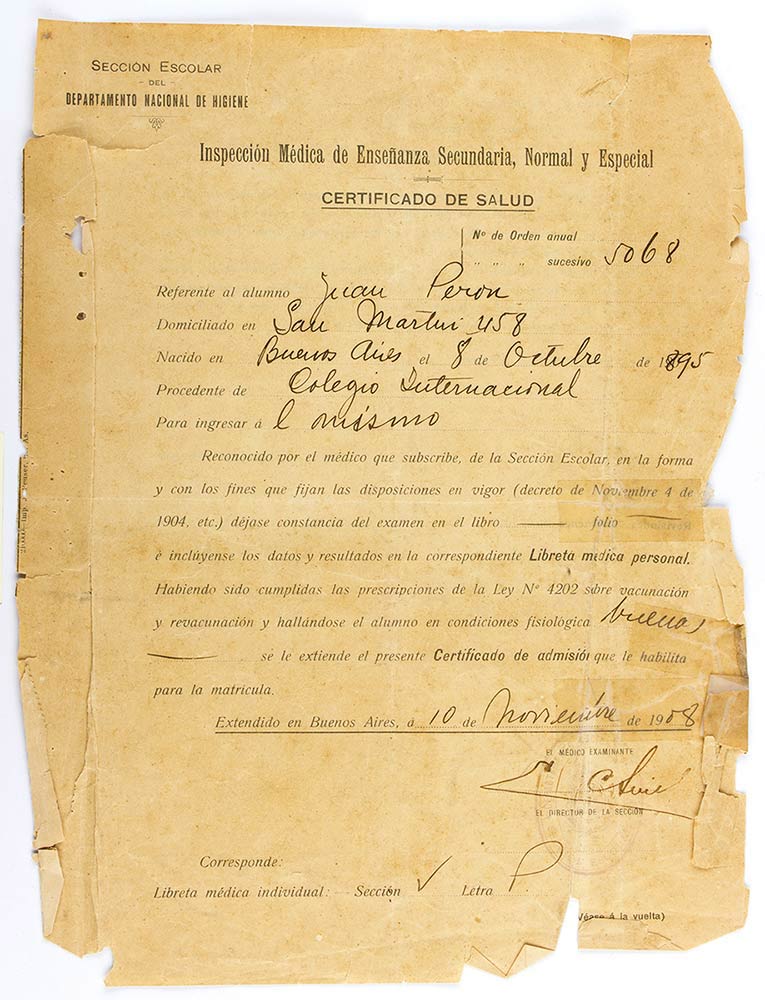 SECCIÓN ESCOLAR
- DEL -
DEPARTAMENTO NACIONAL DE HIGIENE
Inspección Médica de Enseñanza Secundaria, Normal y Especial
CERTIFICADO DE SALUD
Nº de Orden anual
„ „ „ sucesivo 5068
Referente al alumno Juan Peron
Domiciliado en San Martin 458
Nacido en Buenos Aires el 8 de Octubre de 1895
Procedente de Colegio Internacional
Para ingresar á l mismo
Reconocido por el médico que subscribe, de la Sección Escolar, en la forma
y con los fines que fijan las disposiciones en vigor (decreto de Noviembre 4 de
1904, etc.) déjase constancia del examen en el libro — folio —
é inclúyense los datos y resultados en la correspondiente Libreta médica personal.
Habiendo sido cumplidas las prescripciones de la Ley Nº 4202 sobre vacunación
y revacunación y hallándose el alumno en condiciones fisiológica buenas
— se le extiende el presente Certificado de admisión que le habilita
para la matrícula.
Extendido en Buenos Aires, á 10 de Noviembre de 1908
EL MÉDICO EXAMINANTE
EL DIRECTOR DE LA SECCIÓN
Corresponde:
Libreta médica individual: Sección V Letra P.
(Véase á la vuelta)
imp. Peuser